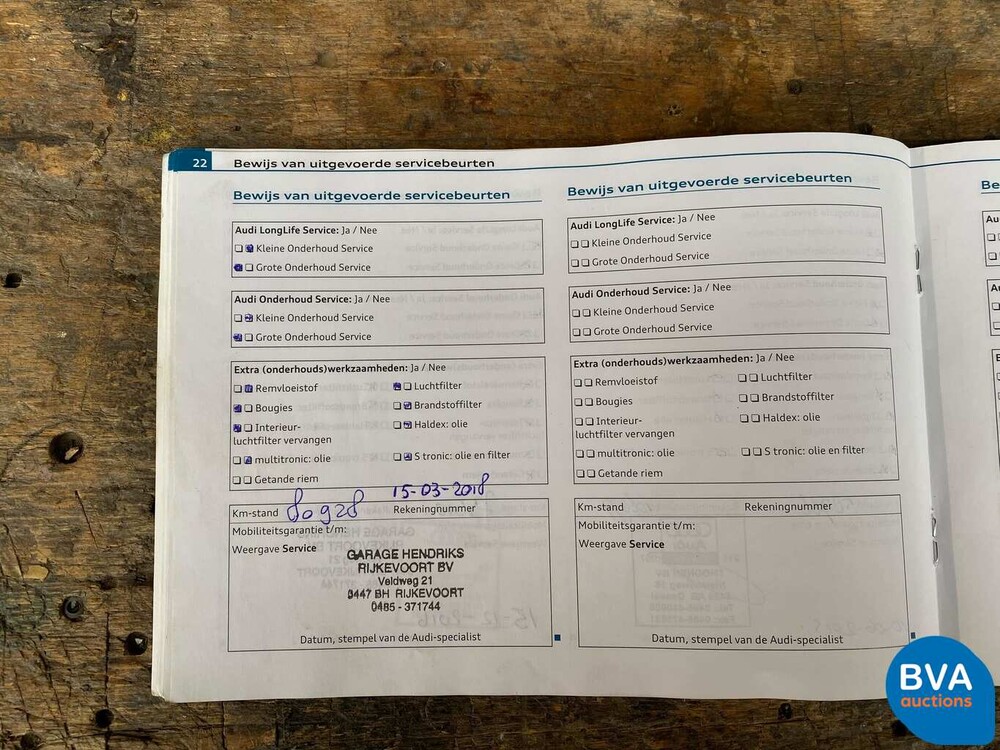 22 Bewijs van uitgevoerde servicebeurten
Bewijs van uitgevoerde servicebeurten
Audi LongLife Service: Ja / Nee
Kleine Onderhoud Service
Grote Onderhoud Service
Audi Onderhoud Service: Ja / Nee
Kleine Onderhoud Service
Grote Onderhoud Service
Extra (onderhouds)werkzaamheden: Ja / Nee
Remvloeistof Luchtfilter
Bougies Brandstoffilter
Interieur- Haldex: olie
luchtfilter vervangen
multitronic: olie S tronic: olie en filter
Getande riem
15-03-2018
Km-stand 80928 Rekeningnummer
Mobiliteitsgarantie t/m:
Weergave Service
GARAGE HENDRIKS
RIJKEVOORT BV
Veldweg 21
5447 BH RIJKEVOORT
0485 - 371744
Datum, stempel van de Audi-specialist
Bewijs van uitgevoerde servicebeurten
Audi LongLife Service: Ja / Nee
Kleine Onderhoud Service
Grote Onderhoud Service
Audi Onderhoud Service: Ja / Nee
Kleine Onderhoud Service
Grote Onderhoud Service
Extra (onderhouds)werkzaamheden: Ja / Nee
Remvloeistof Luchtfilter
Bougies Brandstoffilter
Interieur- Haldex: olie
luchtfilter vervangen
multitronic: olie S tronic: olie en filter
Getande riem
Km-stand Rekeningnummer
Mobiliteitsgarantie t/m:
Weergave Service
Datum, stempel van de Audi-specialist
BVA
auctions